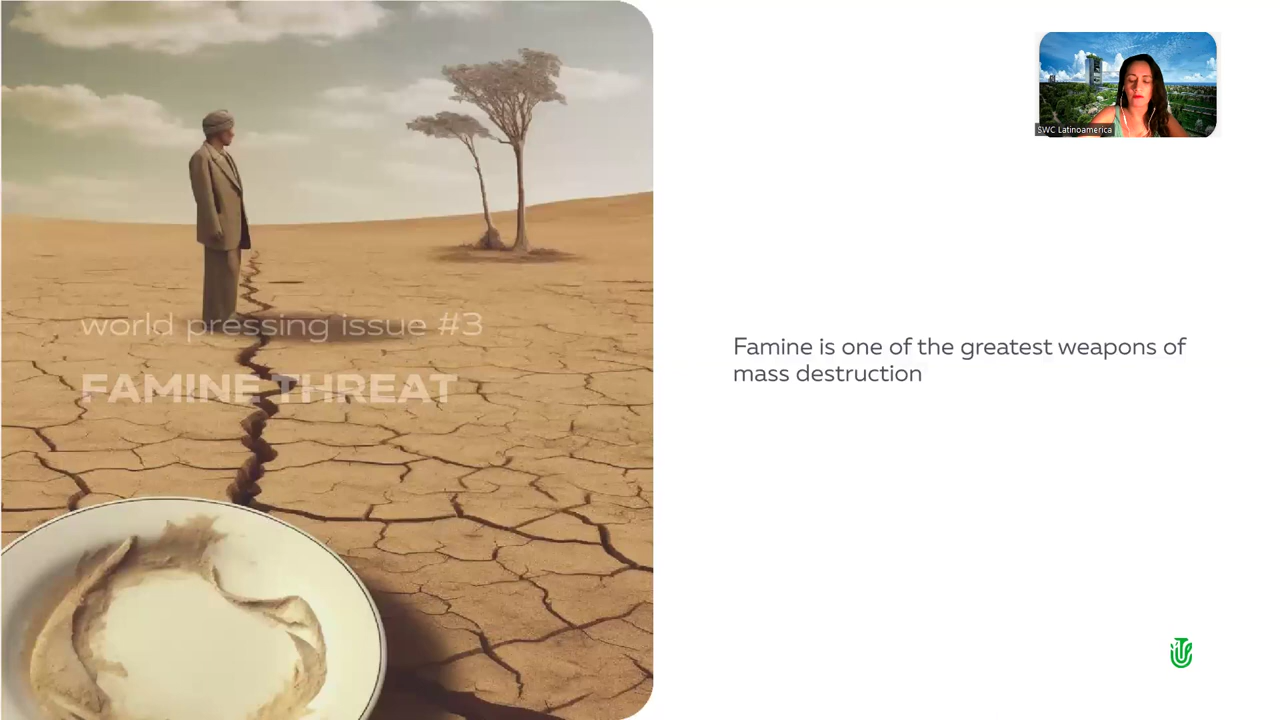 SWC Latinoamerica
world pressing issue #3
FAMINE THREAT
Famine is one of the greatest weapons of
mass destruction